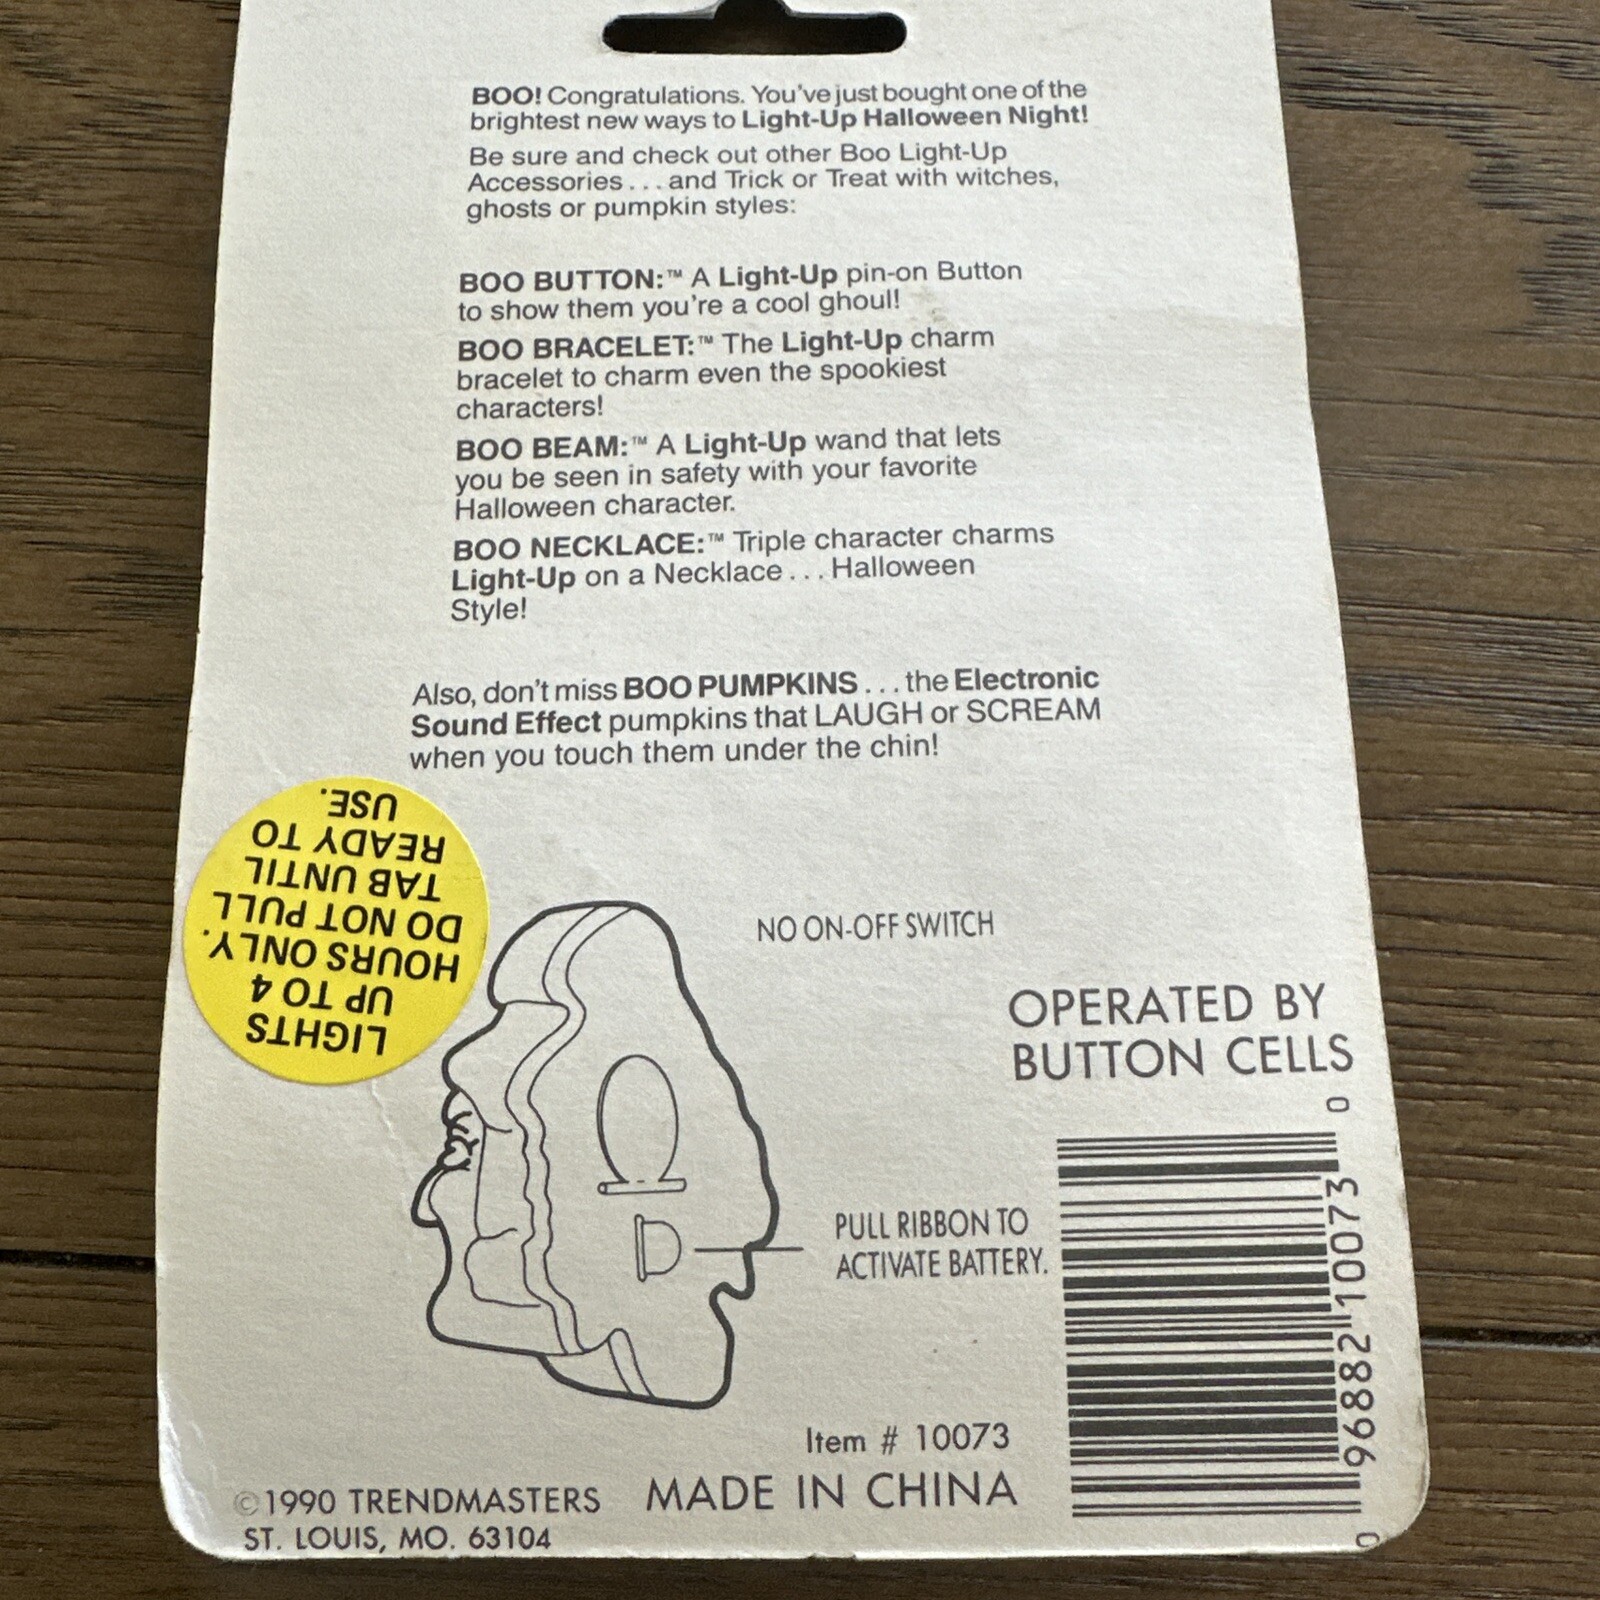 BOO! Congratulations. You've just bought one of the
brightest new ways to Light-Up Halloween Night!
Be sure and check out other Boo Light-Up
Accessories . . . and Trick or Treat with witches,
ghosts or pumpkin styles:
BOO BUTTON:™ A Light-Up pin-on Button
to show them you're a cool ghoul!
BOO BRACELET:™ The Light-Up charm
bracelet to charm even the spookiest
characters!
BOO BEAM:™ A Light-Up wand that lets
you be seen in safety with your favorite
Halloween character.
BOO NECKLACE:™ Triple character charms
Light-Up on a Necklace . . . Halloween
Style!
Also, don't miss BOO PUMPKINS . . . the Electronic
Sound Effect pumpkins that LAUGH or SCREAM
when you touch them under the chin!
LIGHTS
UP TO 4
HOURS ONLY.
DO NOT PULL
TAB UNTIL
READY TO
USE.
NO ON-OFF SWITCH
OPERATED BY
BUTTON CELLS
PULL RIBBON TO
ACTIVATE BATTERY.
0 96882 10073 0
Item # 10073
©1990 TRENDMASTERS
ST. LOUIS, MO. 63104
MADE IN CHINA